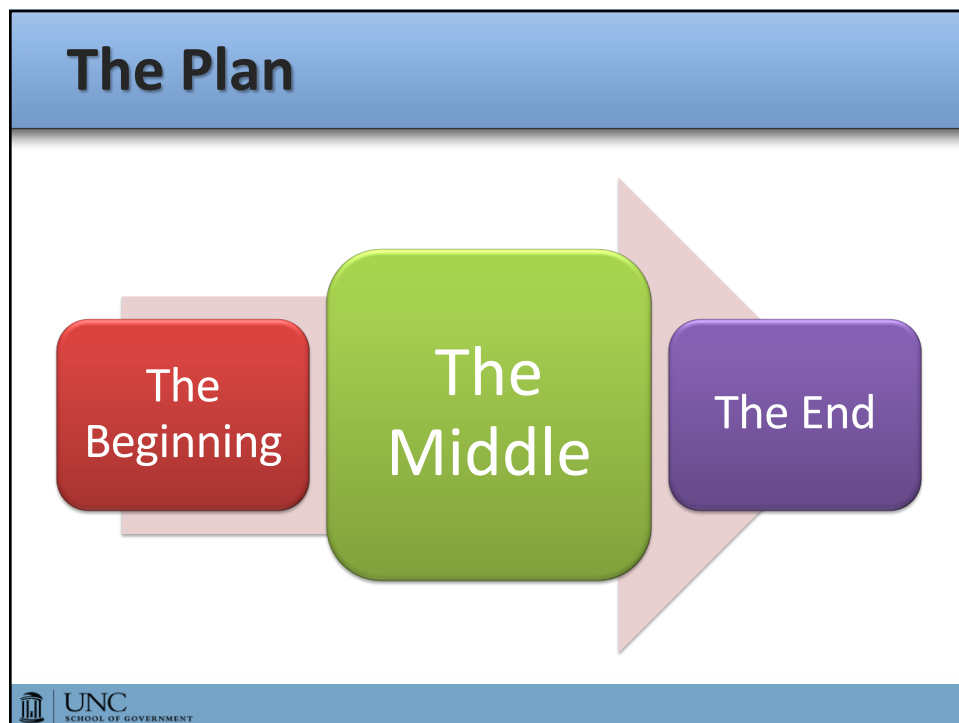 The Plan
The
Beginning
The
Middle
The End
UNC
SCHOOL OF GOVERNMENT